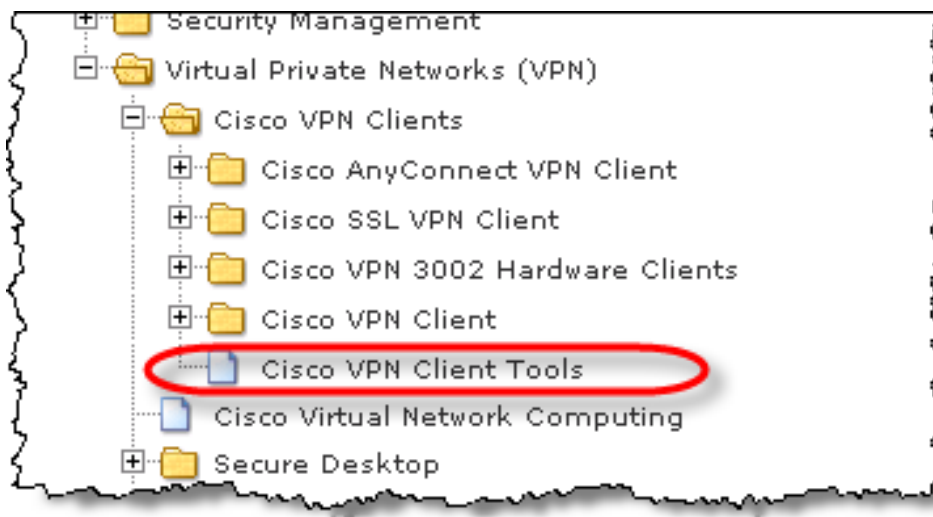 Security Management
Virtual Private Networks (VPN)
Cisco VPN Clients
Cisco AnyConnect VPN Client
Cisco SSL VPN Client
Cisco VPN 3002 Hardware Clients
Cisco VPN Client
Cisco VPN Client Tools
Cisco Virtual Network Computing
Secure Desktop